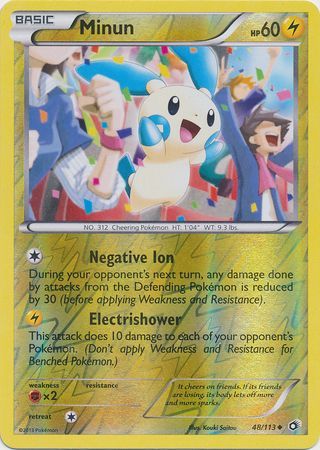 BASIC
Minun
HP60
NO. 312 Cheering Pokémon HT: 1'04" WT: 9.3 lbs.
Negative Ion
During your opponent's next turn, any damage done
by attacks from the Defending Pokémon is reduced
by 30 (before applying Weakness and Resistance).
Electrishower
This attack does 10 damage to each of your opponent's
Pokémon. (Don't apply Weakness and Resistance for
Benched Pokémon.)
weakness
resistance
×2
retreat
It cheers on friends. If its friends
are losing, its body lets off more
and more sparks.
©2013 Pokémon
Illus. Kouki Saitou
48/113